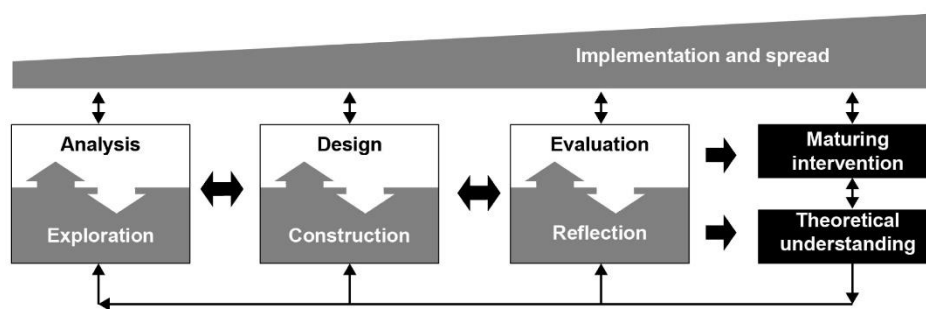 Implementation and spread
Analysis
Exploration
Design
Construction
Evaluation
Reflection
Maturing
intervention
Theoretical
understanding